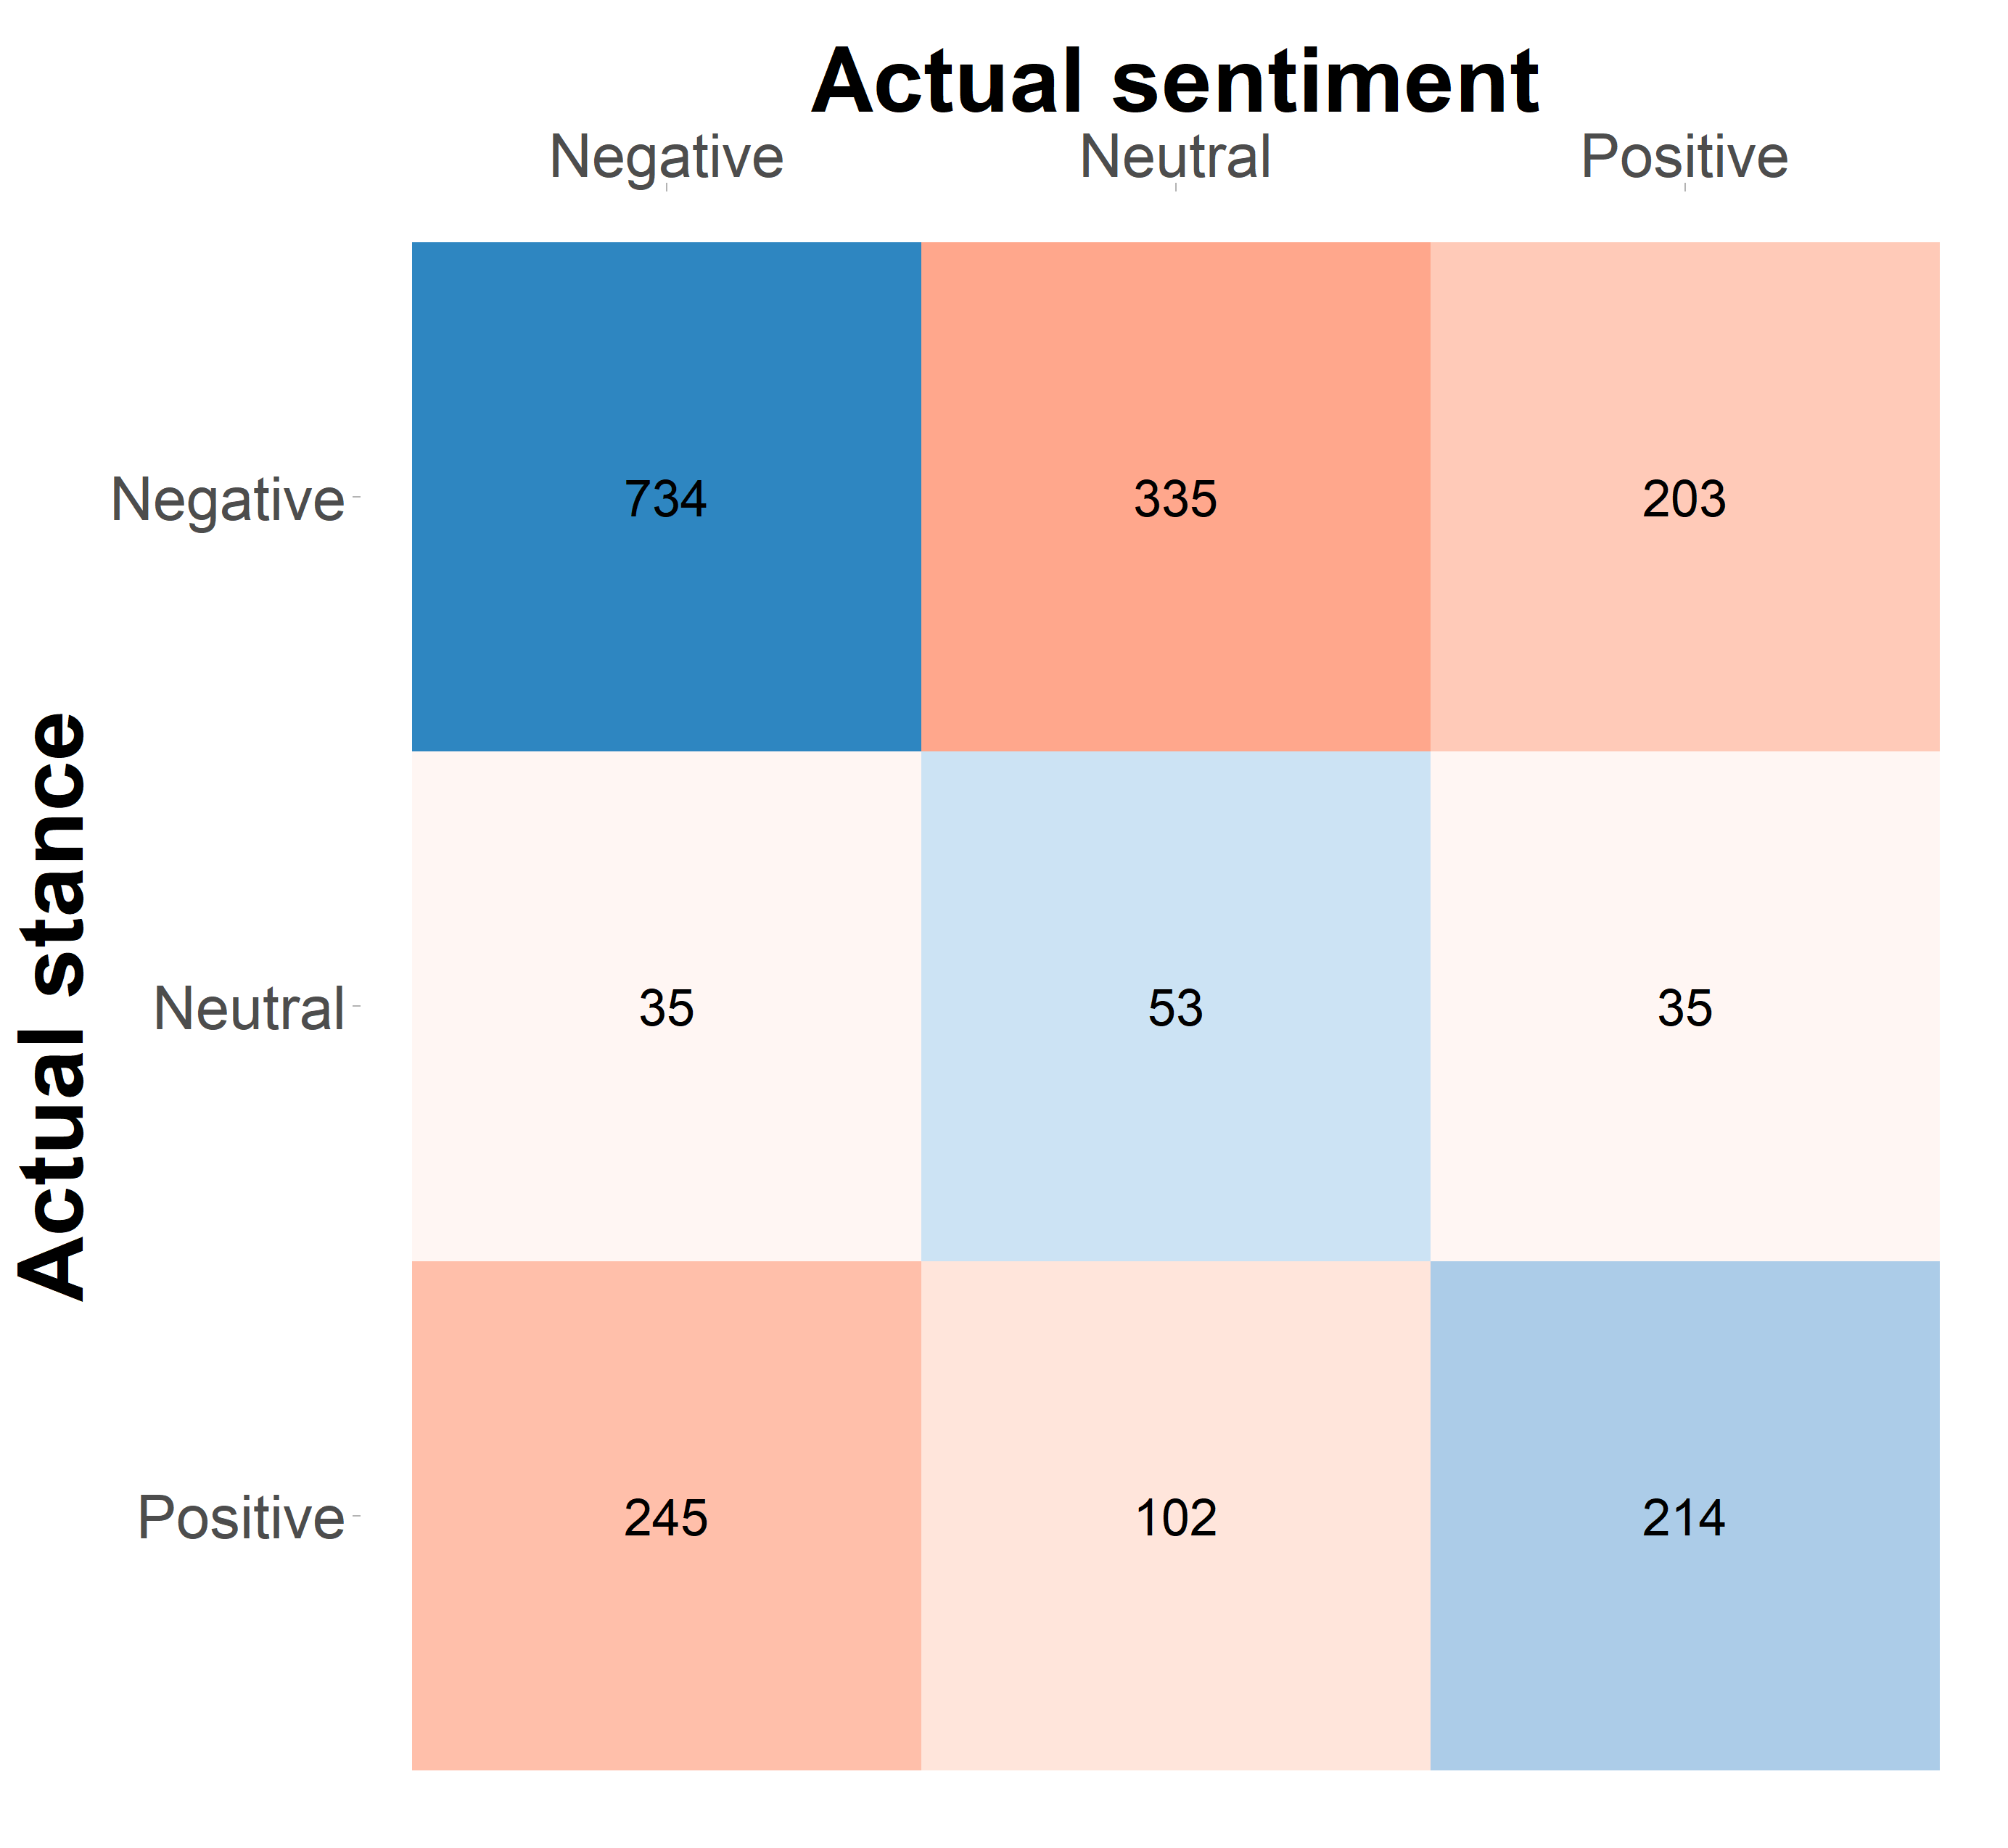 Actual sentiment
Negative Neutral Positive
Negative 734 335 203
Actual stance
Neutral 35 53 35
Positive 245 102 214